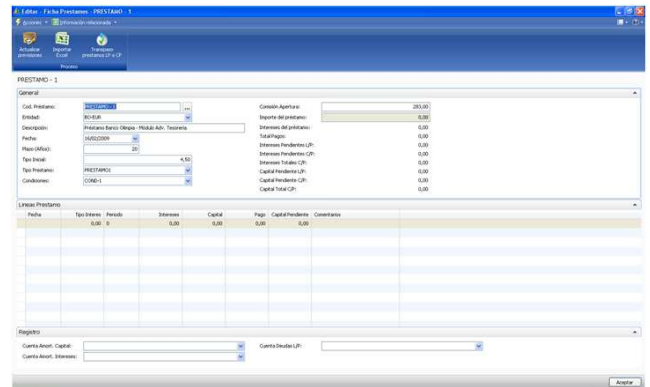 Editar - Ficha Prestamos - PRESTAMO - 1
Acciones Información relacionada
Actualizar previsiones
Importar Excel
Transpaso prestamos LP a CP
Proceso
PRESTAMO - 1
General
Cod. Préstamo: PRESTAMO - 1
Entidad: BO-EUR
Descripción: Préstamo Banco Olimpia - Modulo Adv. Tesorería
Fecha: 16/02/2009
Plazo (Años): 20
Tipo Inicial: 4,50
Tipo Prestamo: PRESTAMO1
Condiciones: COND-1
Comisión Apertura: 283,00
Importe del préstamo: 0,00
Intereses del préstamo: 0,00
Total Pagos: 0,00
Intereses Pendientes L/P: 0,00
Intereses Pendientes C/P: 0,00
Intereses Totales C/P: 0,00
Capital Pendiente L/P: 0,00
Capital Pendiente C/P: 0,00
Capital Total C/P: 0,00
Lineas Prestamo
Fecha Tipo Interes Periodo Intereses Capital Pago Capital Pendiente Comentarios
0,00 0 0,00 0,00 0,00 0,00
Registro
Cuenta Amort. Capital:
Cuenta Amort. Intereses:
Cuenta Deudas L/P:
Aceptar